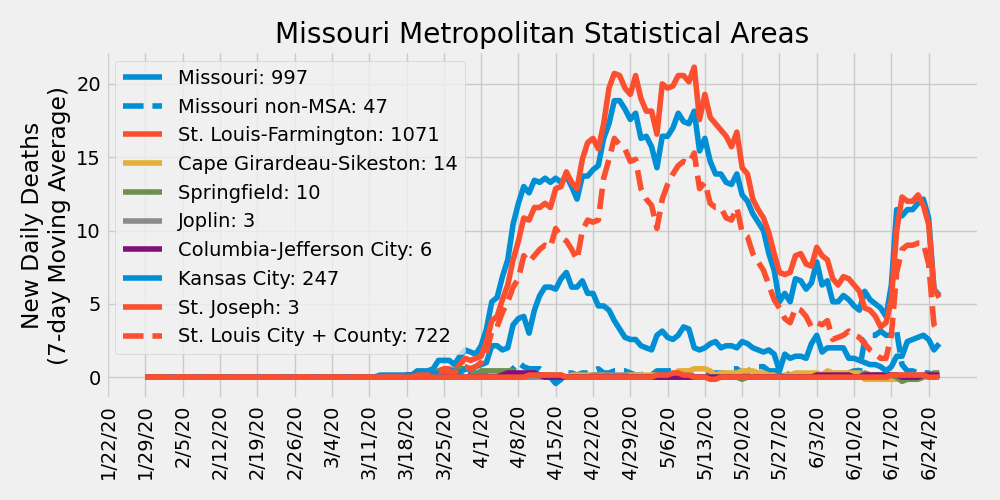 Missouri Metropolitan Statistical Areas
New Daily Deaths
(7-day Moving Average)
20
15
10
5
0
Missouri: 997
Missouri non-MSA: 47
St. Louis-Farmington: 1071
Cape Girardeau-Sikeston: 14
Springfield: 10
Joplin: 3
Columbia-Jefferson City: 6
Kansas City: 247
St. Joseph: 3
St. Louis City + County: 722
1/22/20
1/29/20
2/5/20
2/12/20
2/19/20
2/26/20
3/4/20
3/11/20
3/18/20
3/25/20
4/1/20
4/8/20
4/15/20
4/22/20
4/29/20
5/6/20
5/13/20
5/20/20
5/27/20
6/3/20
6/10/20
6/17/20
6/24/20